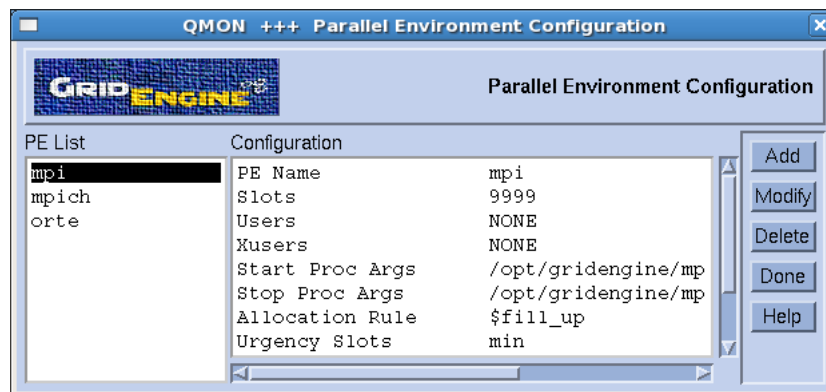 QMON +++ Parallel Environment Configuration
GRID ENGINE
Parallel Environment Configuration
PE List
mpi
mpich
orte
Configuration
PE Name mpi
Slots 9999
Users NONE
Xusers NONE
Start Proc Args /opt/gridengine/mp
Stop Proc Args /opt/gridengine/mp
Allocation Rule $fill_up
Urgency Slots min
Add
Modify
Delete
Done
Help